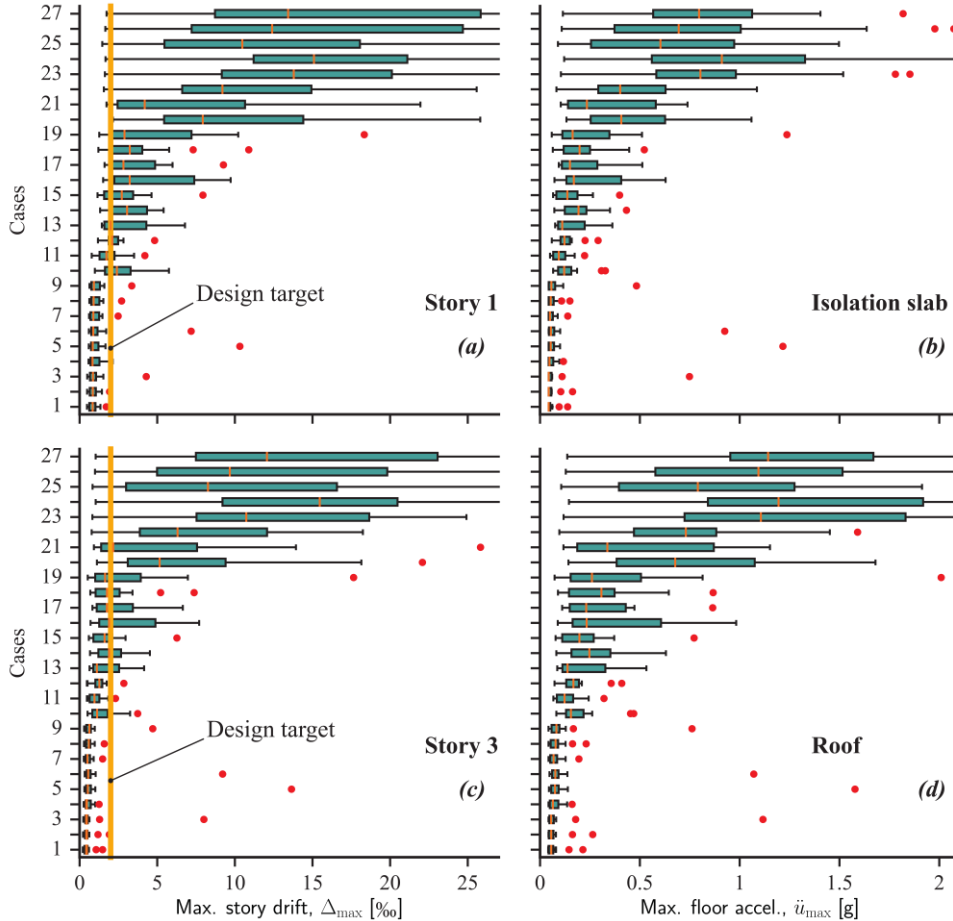 27
25
23
21
19
17
15
13
11
9
7
5
3
1
Cases
Design target
Story 1
(a)
Isolation slab
(b)
27
25
23
21
19
17
15
13
11
9
7
5
3
1
Cases
Design target
Story 3
(c)
Roof
(d)
0 5 10 15 20 25
Max. story drift, Δmax [‰]
0 0.5 1 1.5 2
Max. floor accel., ümax [g]